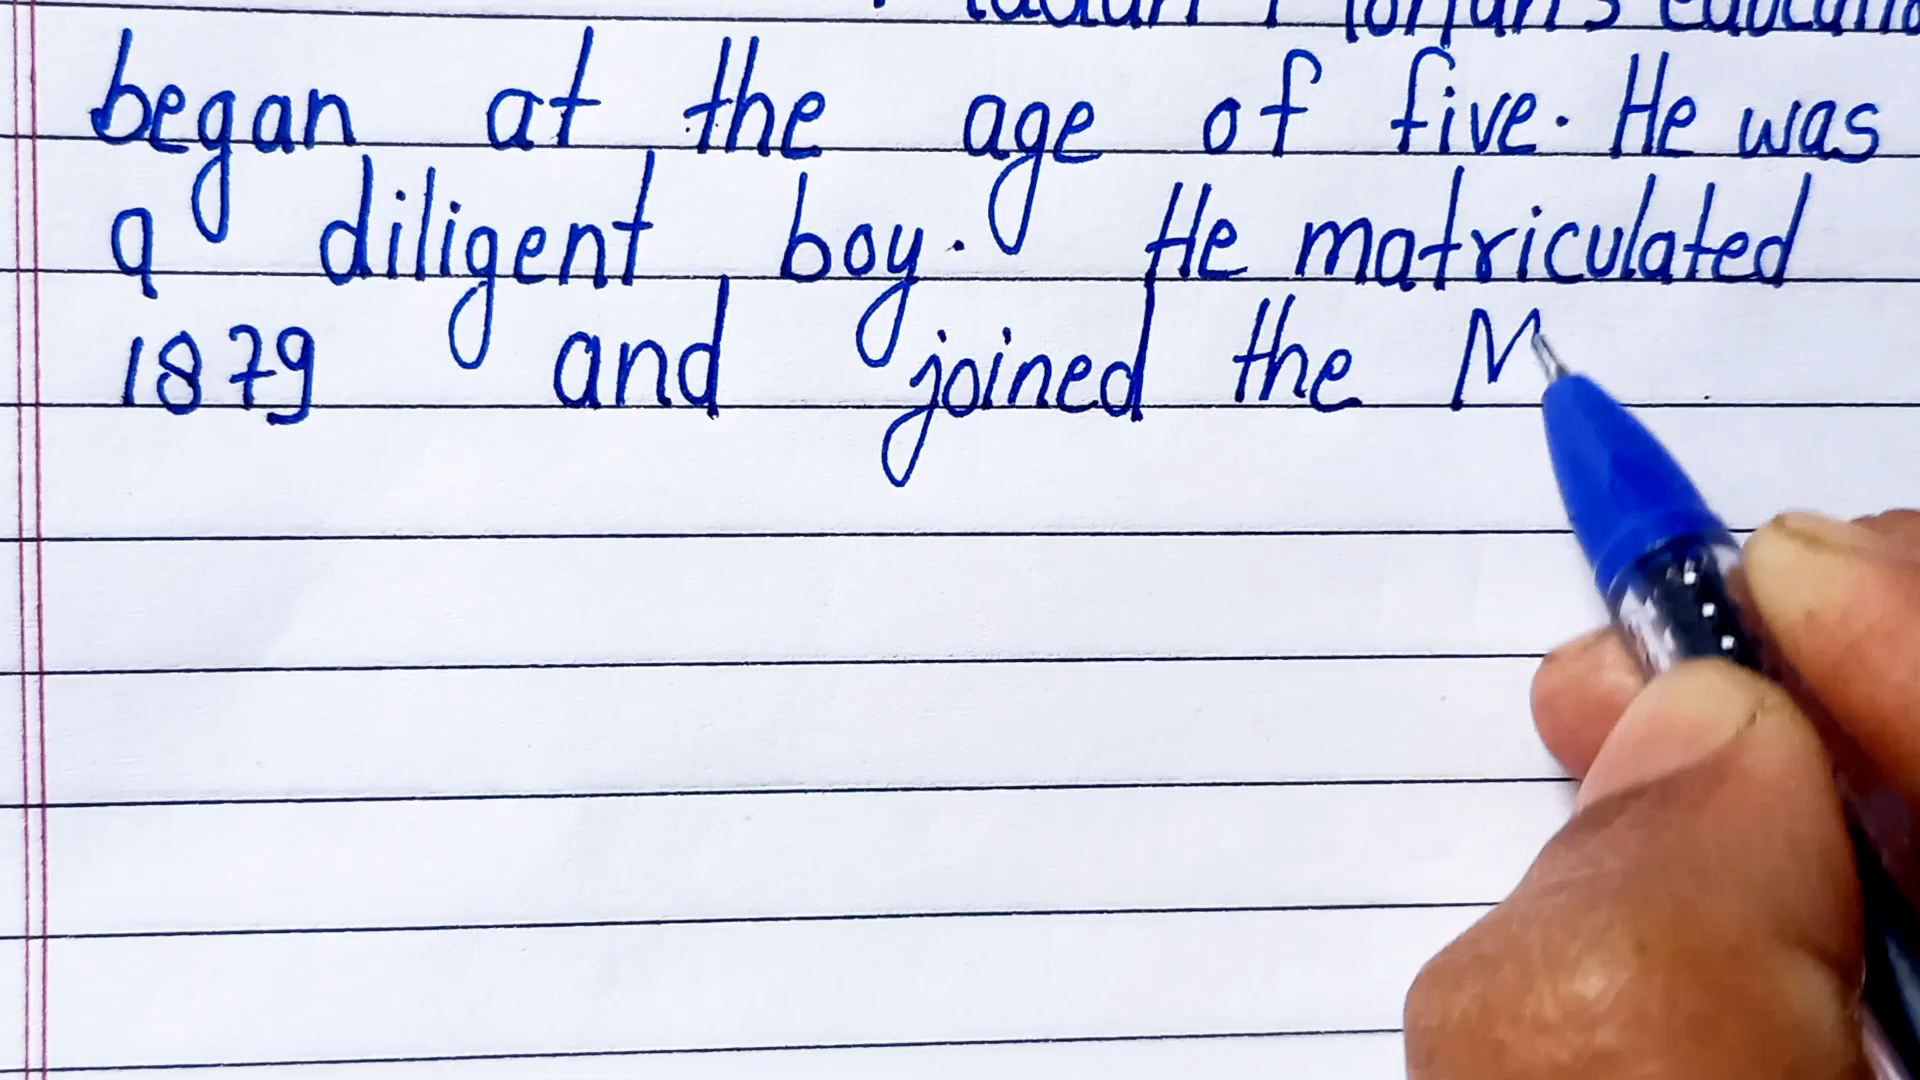 began at the age of five. He was
a diligent boy. He matriculated
1879 and joined the M